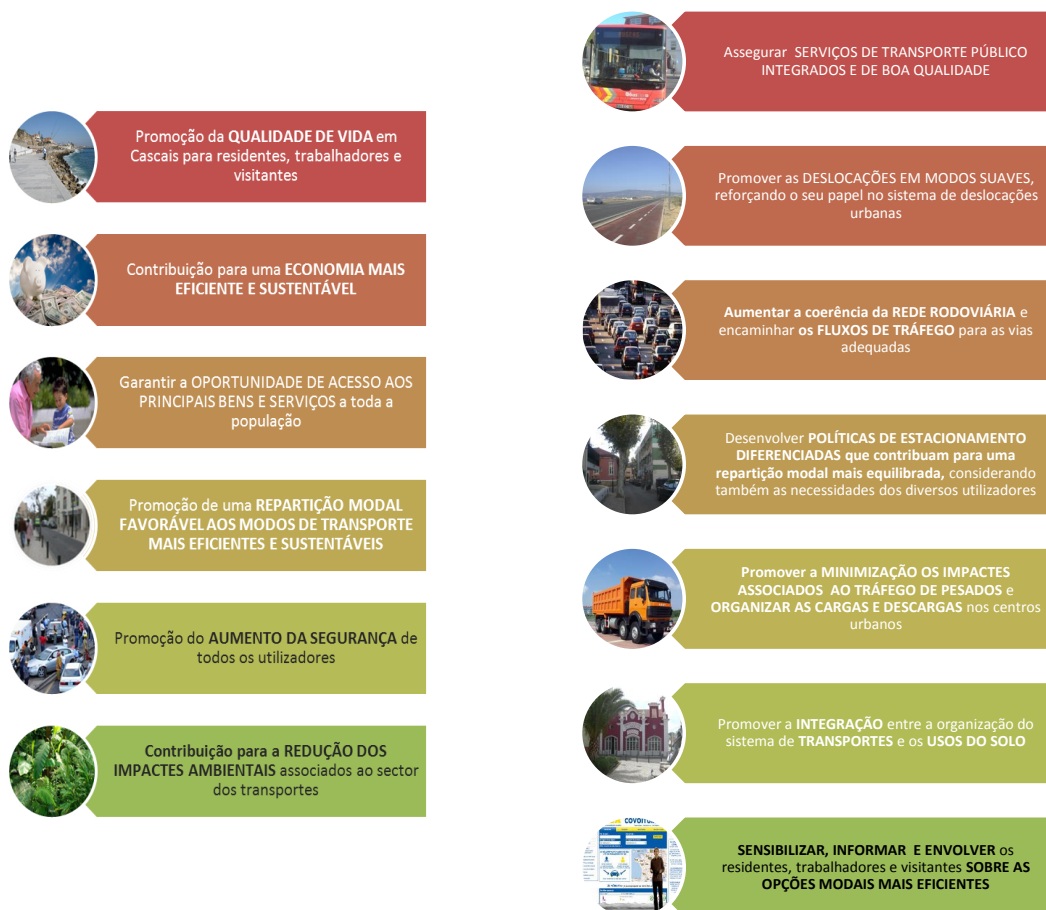 Promoção da QUALIDADE DE VIDA em
Cascais para residentes, trabalhadores e
visitantes
Contribuição para uma ECONOMIA MAIS
EFICIENTE E SUSTENTÁVEL
Garantir a OPORTUNIDADE DE ACESSO AOS
PRINCIPAIS BENS E SERVIÇOS a toda a
população
Promoção de uma REPARTIÇÃO MODAL
FAVORÁVEL AOS MODOS DE TRANSPORTE
MAIS EFICIENTES E SUSTENTÁVEIS
Promoção do AUMENTO DA SEGURANÇA de
todos os utilizadores
Contribuição para a REDUÇÃO DOS
IMPACTES AMBIENTAIS associados ao sector
dos transportes
Assegurar SERVIÇOS DE TRANSPORTE PÚBLICO
INTEGRADOS E DE BOA QUALIDADE
Promover as DESLOCAÇÕES EM MODOS SUAVES,
reforçando o seu papel no sistema de deslocações
urbanas
Aumentar a coerência da REDE RODOVIÁRIA e
encaminhar os FLUXOS DE TRÁFEGO para as vias
adequadas
Desenvolver POLÍTICAS DE ESTACIONAMENTO
DIFERENCIADAS que contribuam para uma
repartição modal mais equilibrada, considerando
também as necessidades dos diversos utilizadores
Promover a MINIMIZAÇÃO OS IMPACTES
ASSOCIADOS AO TRÁFEGO DE PESADOS e
ORGANIZAR AS CARGAS E DESCARGAS nos centros
urbanos
Promover a INTEGRAÇÃO entre a organização do
sistema de TRANSPORTES e os USOS DO SOLO
SENSIBILIZAR, INFORMAR E ENVOLVER os
residentes, trabalhadores e visitantes SOBRE AS
OPÇÕES MODAIS MAIS EFICIENTES